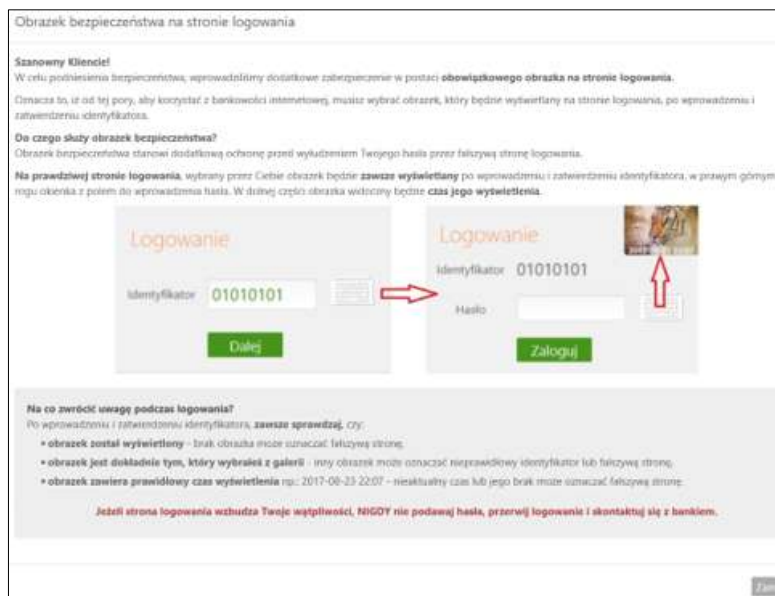 Obrazek bezpieczeństwa na stronie logowania
Szanowny Kliencie!
W celu podniesienia bezpieczeństwa, wprowadziliśmy dodatkowe zabezpieczenie w postaci obowiązkowego obrazka na stronie logowania.
Oznacza to, iż od tej pory, aby korzystać z bankowości internetowej, musisz wybrać obrazek, który będzie wyświetlany na stronie logowania, po wprowadzeniu i
zatwierdzeniu identyfikatora.
Do czego służy obrazek bezpieczeństwa?
Obrazek bezpieczeństwa stanowi dodatkową ochronę przed wyłudzeniem Twojego hasła przez fałszywą stronę logowania.
Na prawdziwej stronie logowania, wybrany przez Ciebie obrazek będzie zawsze wyświetlany po wprowadzeniu i zatwierdzeniu identyfikatora, w prawym górnym
rogu okienka z polem do wprowadzenia hasła. W dolnej części obrazka widoczny będzie czas jego wyświetlenia.
Logowanie
Identyfikator 01010101
Dalej
Logowanie
Identyfikator 01010101
Hasło
Zaloguj
Na co zwrócić uwagę podczas logowania?
Po wprowadzeniu i zatwierdzeniu identyfikatora, zawsze sprawdzaj, czy:
• obrazek został wyświetlony - brak obrazka może oznaczać fałszywą stronę,
• obrazek jest dokładnie tym, który wybrałeś z galerii - inny obrazek może oznaczać nieprawidłowy identyfikator lub fałszywą stronę,
• obrazek zawiera prawidłowy czas wyświetlenia np.: 2017-08-23 22:07 - nieaktualny czas lub jego brak może oznaczać fałszywą stronę.
Jeżeli strona logowania wzbudza Twoje wątpliwości, NIGDY nie podawaj hasła, przerwij logowanie i skontaktuj się z bankiem.